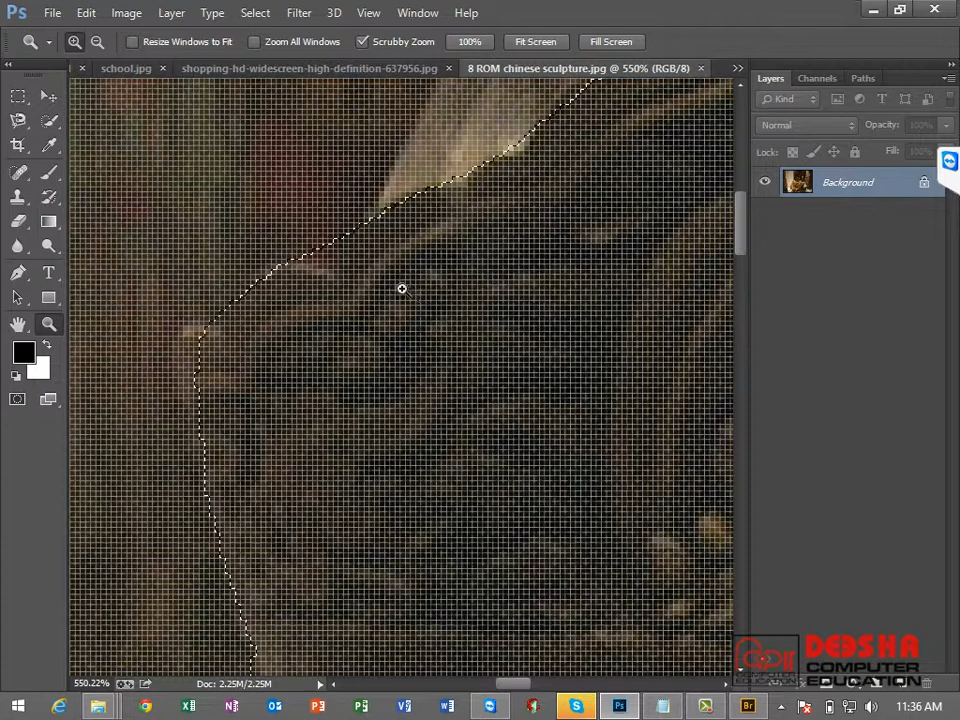 Ps File Edit Image Layer Type Select Filter 3D View Window Help
Resize Windows to Fit Zoom All Windows Scrubby Zoom 100% Fit Screen Fill Screen
school.jpg × shopping-hd-widescreen-high-definition-637956.jpg × 8 ROM chinese sculpture.jpg @ 550% (RGB/8) ×
Layers Channels Paths
Kind
Normal Opacity: 100%
Lock: Fill: 100%
Background
DEESHA
COMPUTER
EDUCATION
550.22% Doc: 2.25M/2.25M
11:36 AM